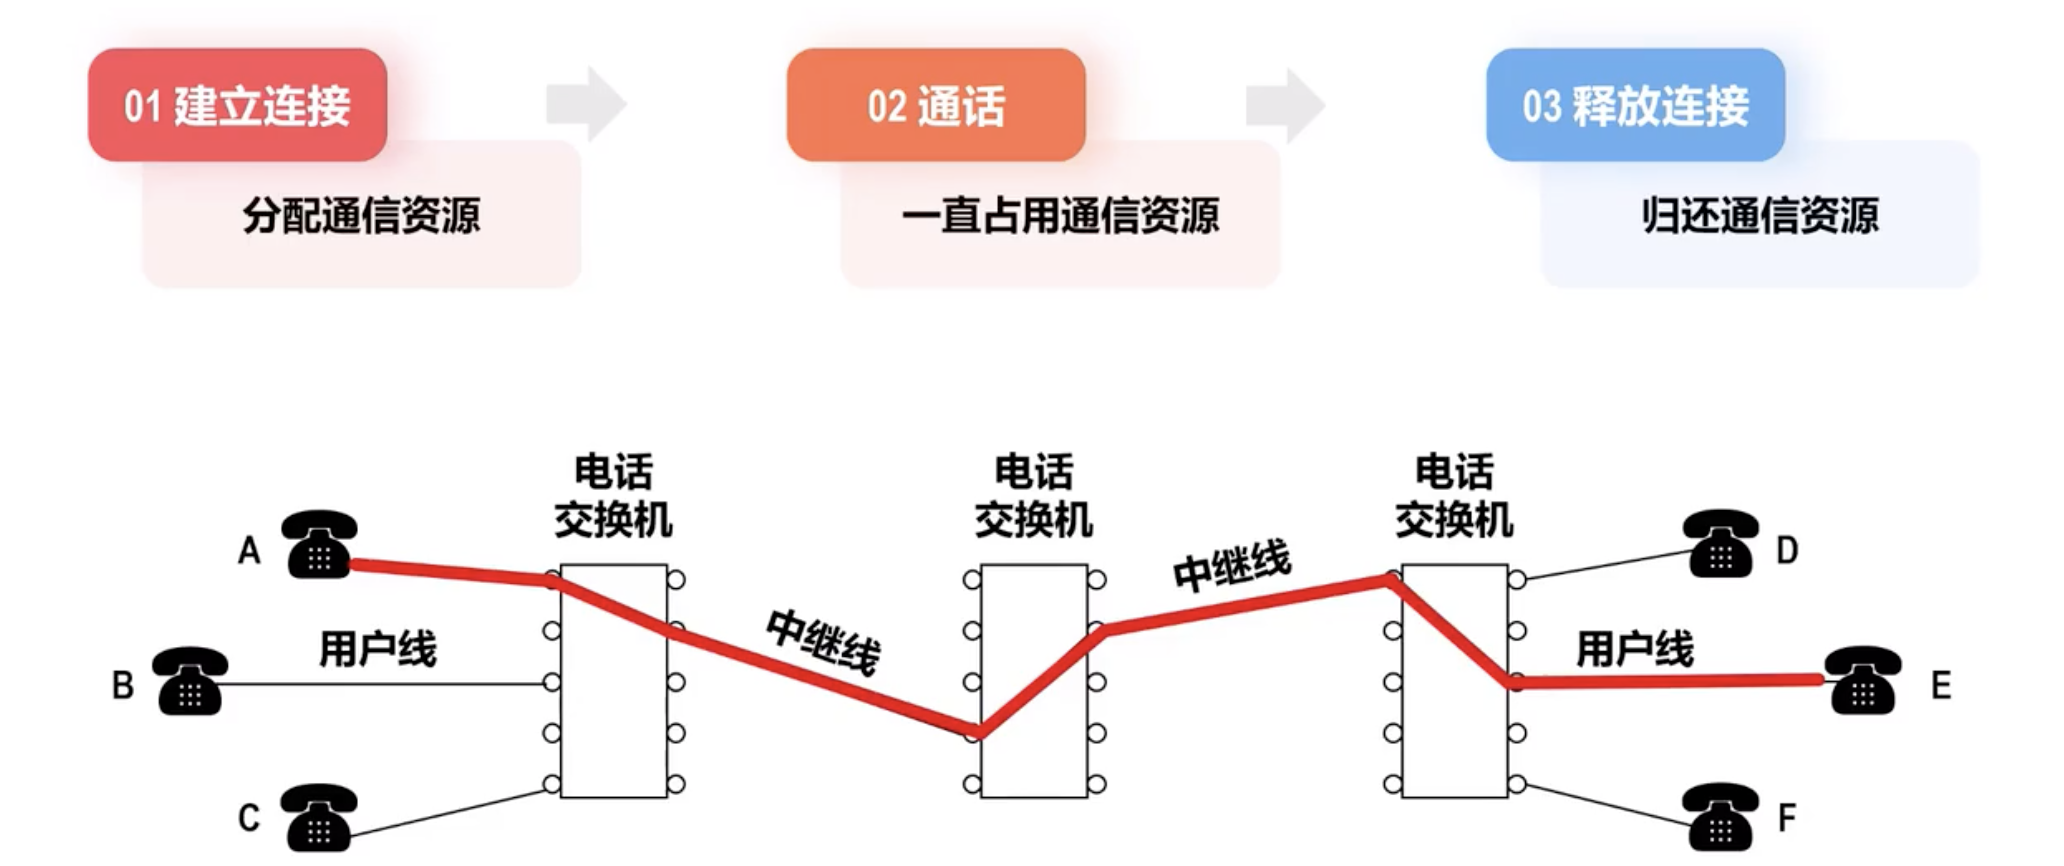 01 建立连接
02 通话
03 释放连接
分配通信资源
一直占用通信资源
归还通信资源
电话
交换机
电话
交换机
电话
交换机
A
中继线
中继线
D
用户线
用户线
B
E
C
F